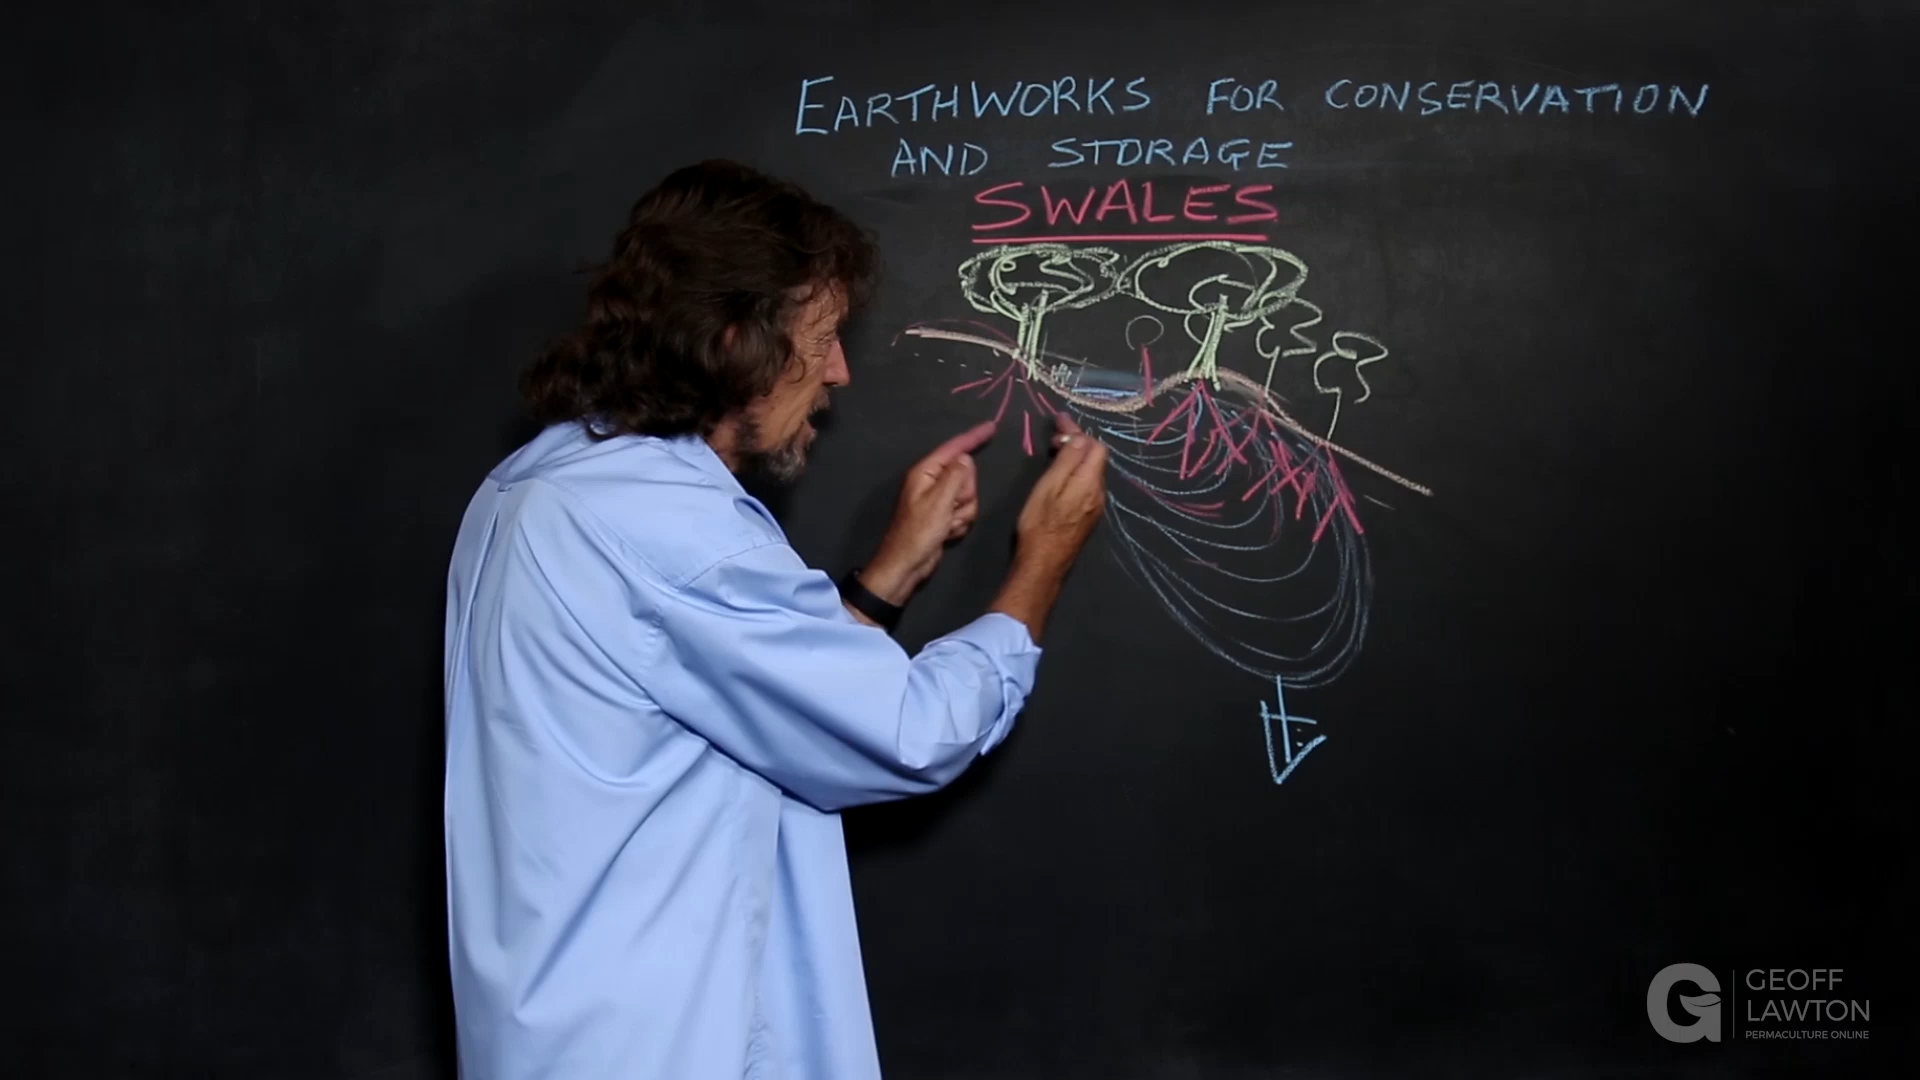 EARTHWORKS FOR CONSERVATION
AND STORAGE
SWALES
GEOFF
LAWTON
PERMACULTURE ONLINE